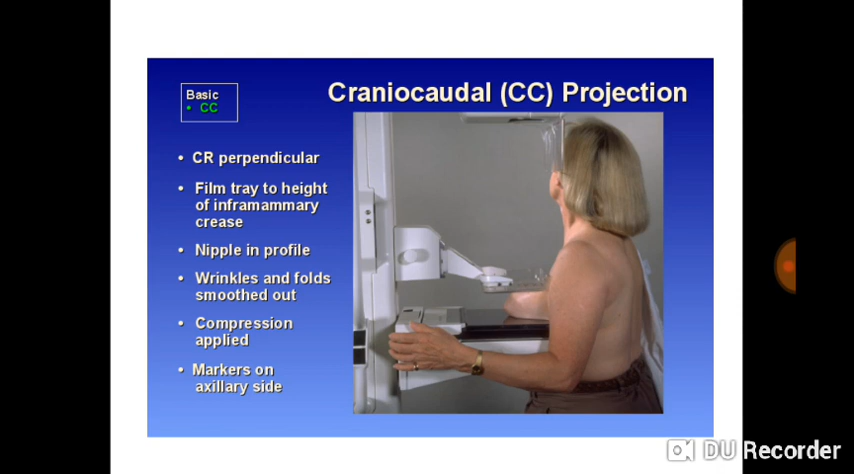 Basic
• CC
Craniocaudal (CC) Projection
• CR perpendicular
• Film tray to height
of inframammary
crease
• Nipple in profile
• Wrinkles and folds
smoothed out
• Compression
applied
• Markers on
axillary side
DU Recorder